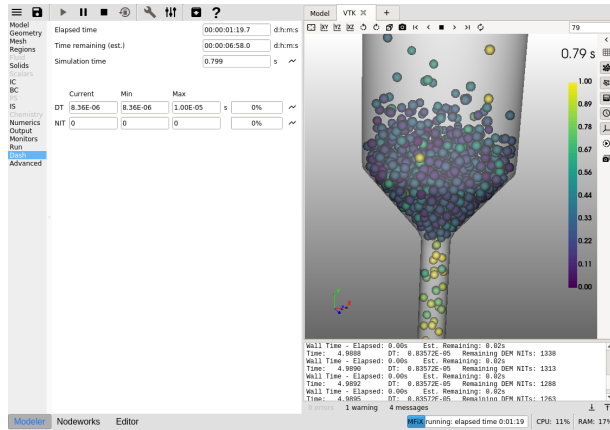 Model
Geometry
Mesh
Regions
Fluid
Solids
Scalars
IC
BC
PS
IS
Chemistry
Numerics
Output
Monitors
Run
Dash
Advanced
Elapsed time 00:00:01:19.7 d:h:m:s
Time remaining (est.) 00:00:06:58.0 d:h:m:s
Simulation time 0.799 s
Current Min Max
DT 8.36E-06 8.36E-06 1.00E-05 s 0%
NIT 0 0 0 0%
Model VTK +
XY YZ XZ 79
0.79 s
1.00
0.89
0.78
0.67
0.56
0.44
0.33
0.22
0.11
0.00
Wall Time - Elapsed: 0.00s Est. Remaining: 0.02s
Time: 4.9888 DT: 0.83572E-05 Remaining DEM NITs: 1338
Wall Time - Elapsed: 0.00s Est. Remaining: 0.02s
Time: 4.9890 DT: 0.83572E-05 Remaining DEM NITs: 1313
Wall Time - Elapsed: 0.00s Est. Remaining: 0.02s
Time: 4.9892 DT: 0.83572E-05 Remaining DEM NITs: 1288
Wall Time - Elapsed: 0.00s Est. Remaining: 0.02s
Time: 4.9895 DT: 0.83572E-05 Remaining DEM NITs: 1263
0 errors 1 warning 4 messages
Modeler Nodeworks Editor
MFiX running: elapsed time 0:01:19 CPU: 11% RAM: 17%